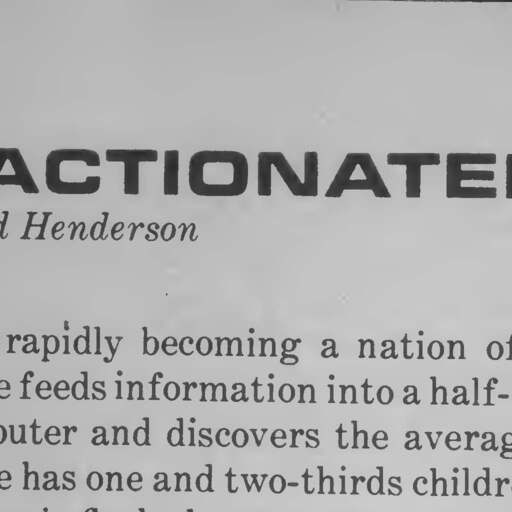 ACTIONATE
d Henderson
rapidly becoming a nation of
e feeds information into a half-
outer and discovers the averag
e has one and two-thirds childr